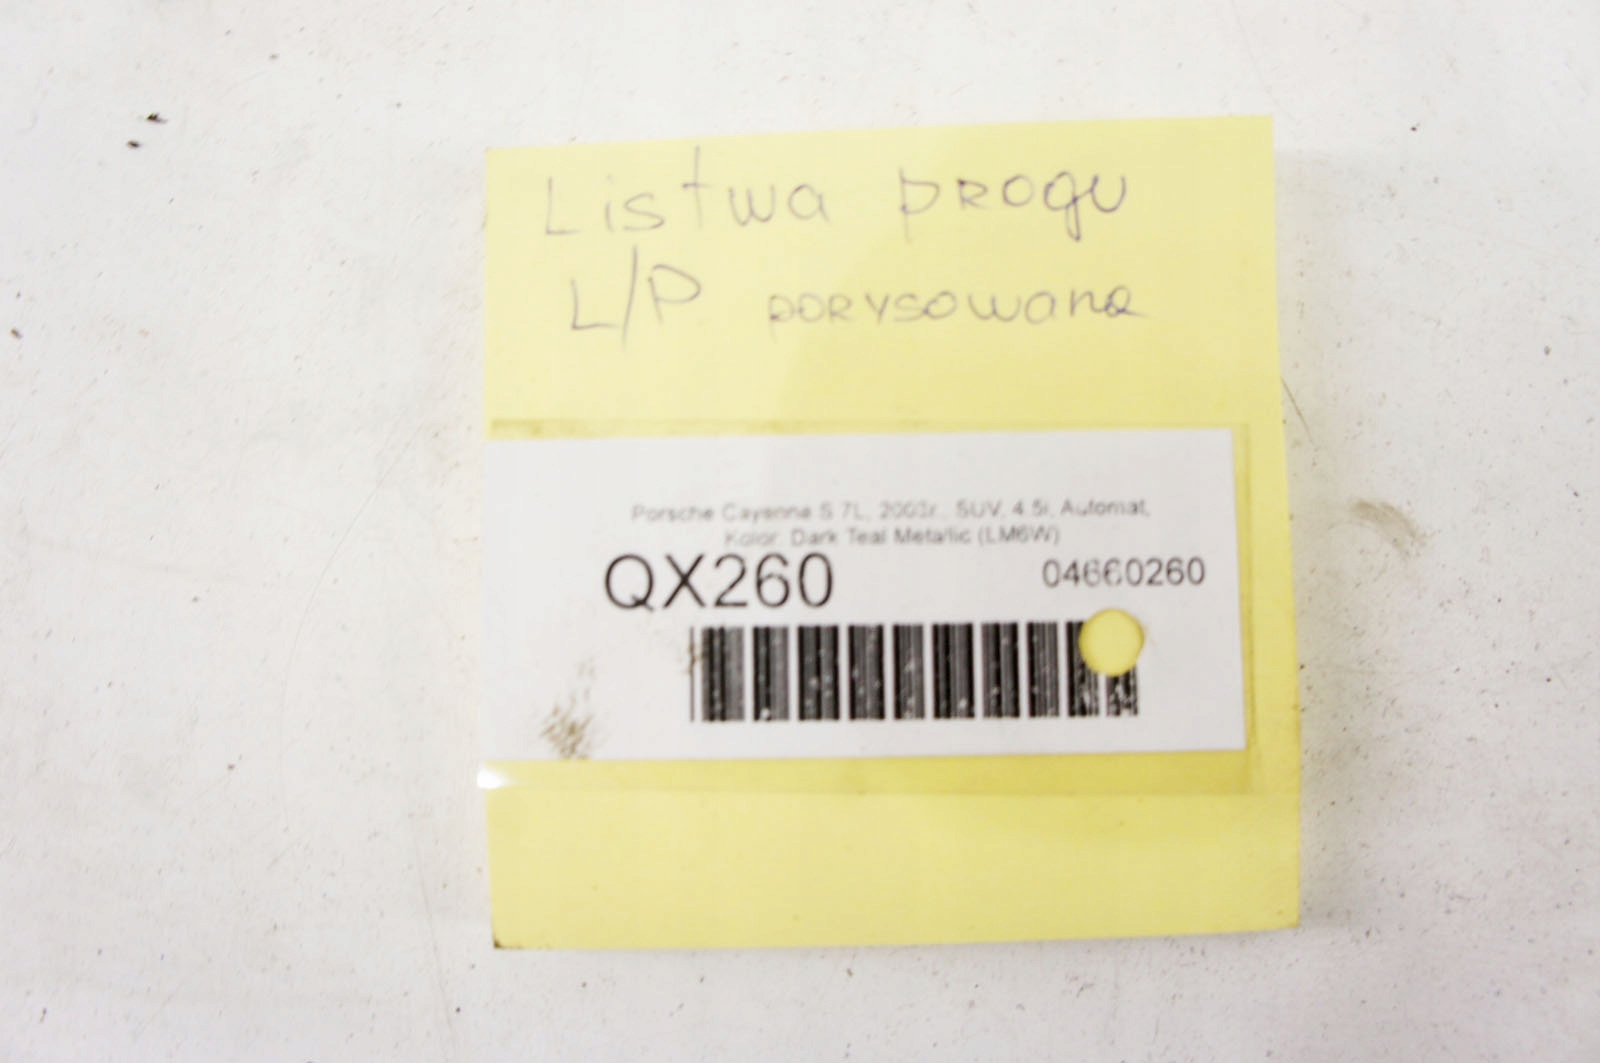 Listwa progu
L/P porysowana
Porsche Cayenne S 7L, 2003r., SUV, 4.5i, Automat,
Kolor: Dark Teal Metallic (LM6W)
QX260 04660260